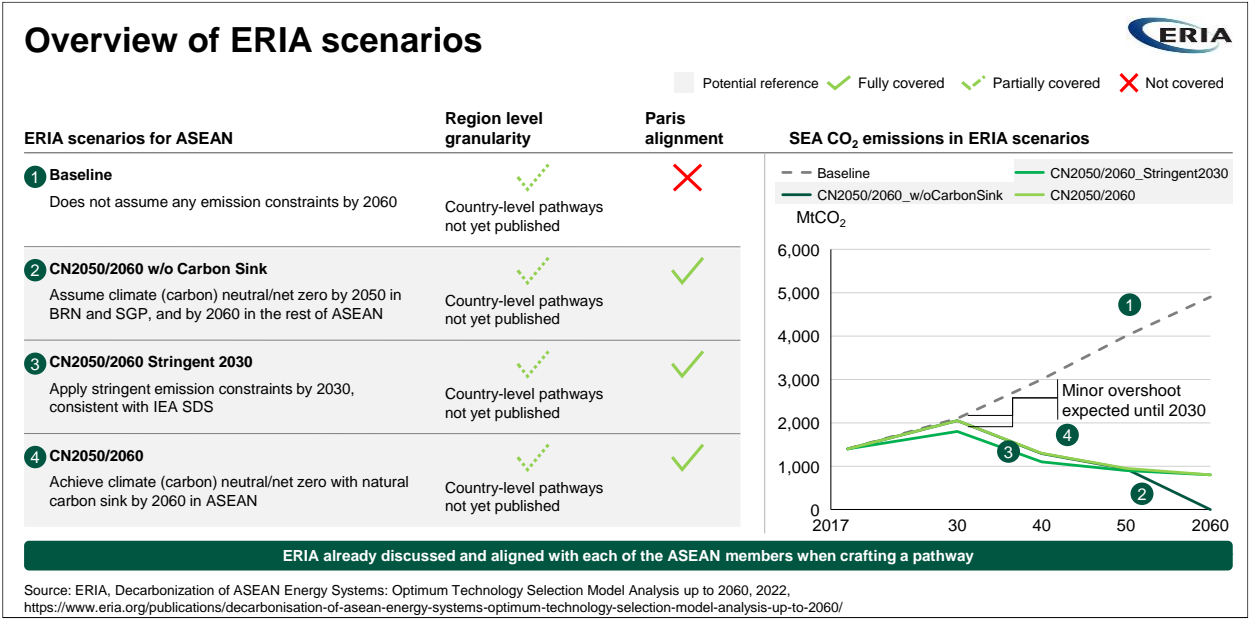 Overview of ERIA scenarios
ERIA
Potential reference
Fully covered
Partially covered
Not covered
ERIA scenarios for ASEAN
Region level
granularity
Paris
alignment
1 Baseline
Does not assume any emission constraints by 2060
Country-level pathways
not yet published
2 CN2050/2060 w/o Carbon Sink
Assume climate (carbon) neutral/net zero by 2050 in
BRN and SGP, and by 2060 in the rest of ASEAN
Country-level pathways
not yet published
3 CN2050/2060 Stringent 2030
Apply stringent emission constraints by 2030,
consistent with IEA SDS
Country-level pathways
not yet published
4 CN2050/2060
Achieve climate (carbon) neutral/net zero with natural
carbon sink by 2060 in ASEAN
Country-level pathways
not yet published
SEA CO₂ emissions in ERIA scenarios
Baseline
CN2050/2060_Stringent2030
CN2050/2060_w/oCarbonSink
CN2050/2060
MtCO₂
6,000
5,000
4,000
3,000
2,000
1,000
0
2017
30
40
50
2060
1
Minor overshoot
expected until 2030
4
3
2
ERIA already discussed and aligned with each of the ASEAN members when crafting a pathway
Source: ERIA, Decarbonization of ASEAN Energy Systems: Optimum Technology Selection Model Analysis up to 2060, 2022,
https://www.eria.org/publications/decarbonisation-of-asean-energy-systems-optimum-technology-selection-model-analysis-up-to-2060/